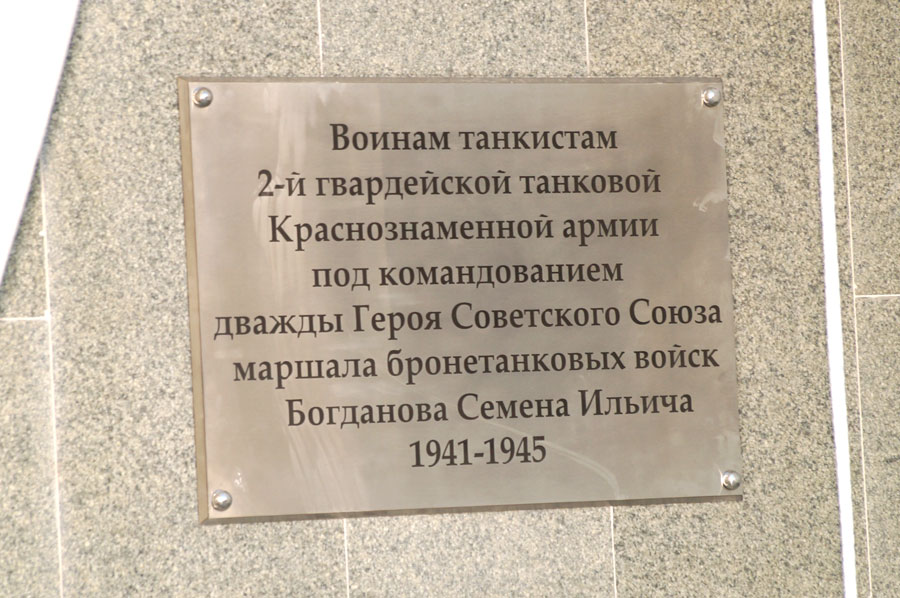 Воинам танкистам
2-й гвардейской танковой
Краснознаменной армии
под командованием
дважды Героя Советского Союза
маршала бронетанковых войск
Богданова Семена Ильича
1941-1945